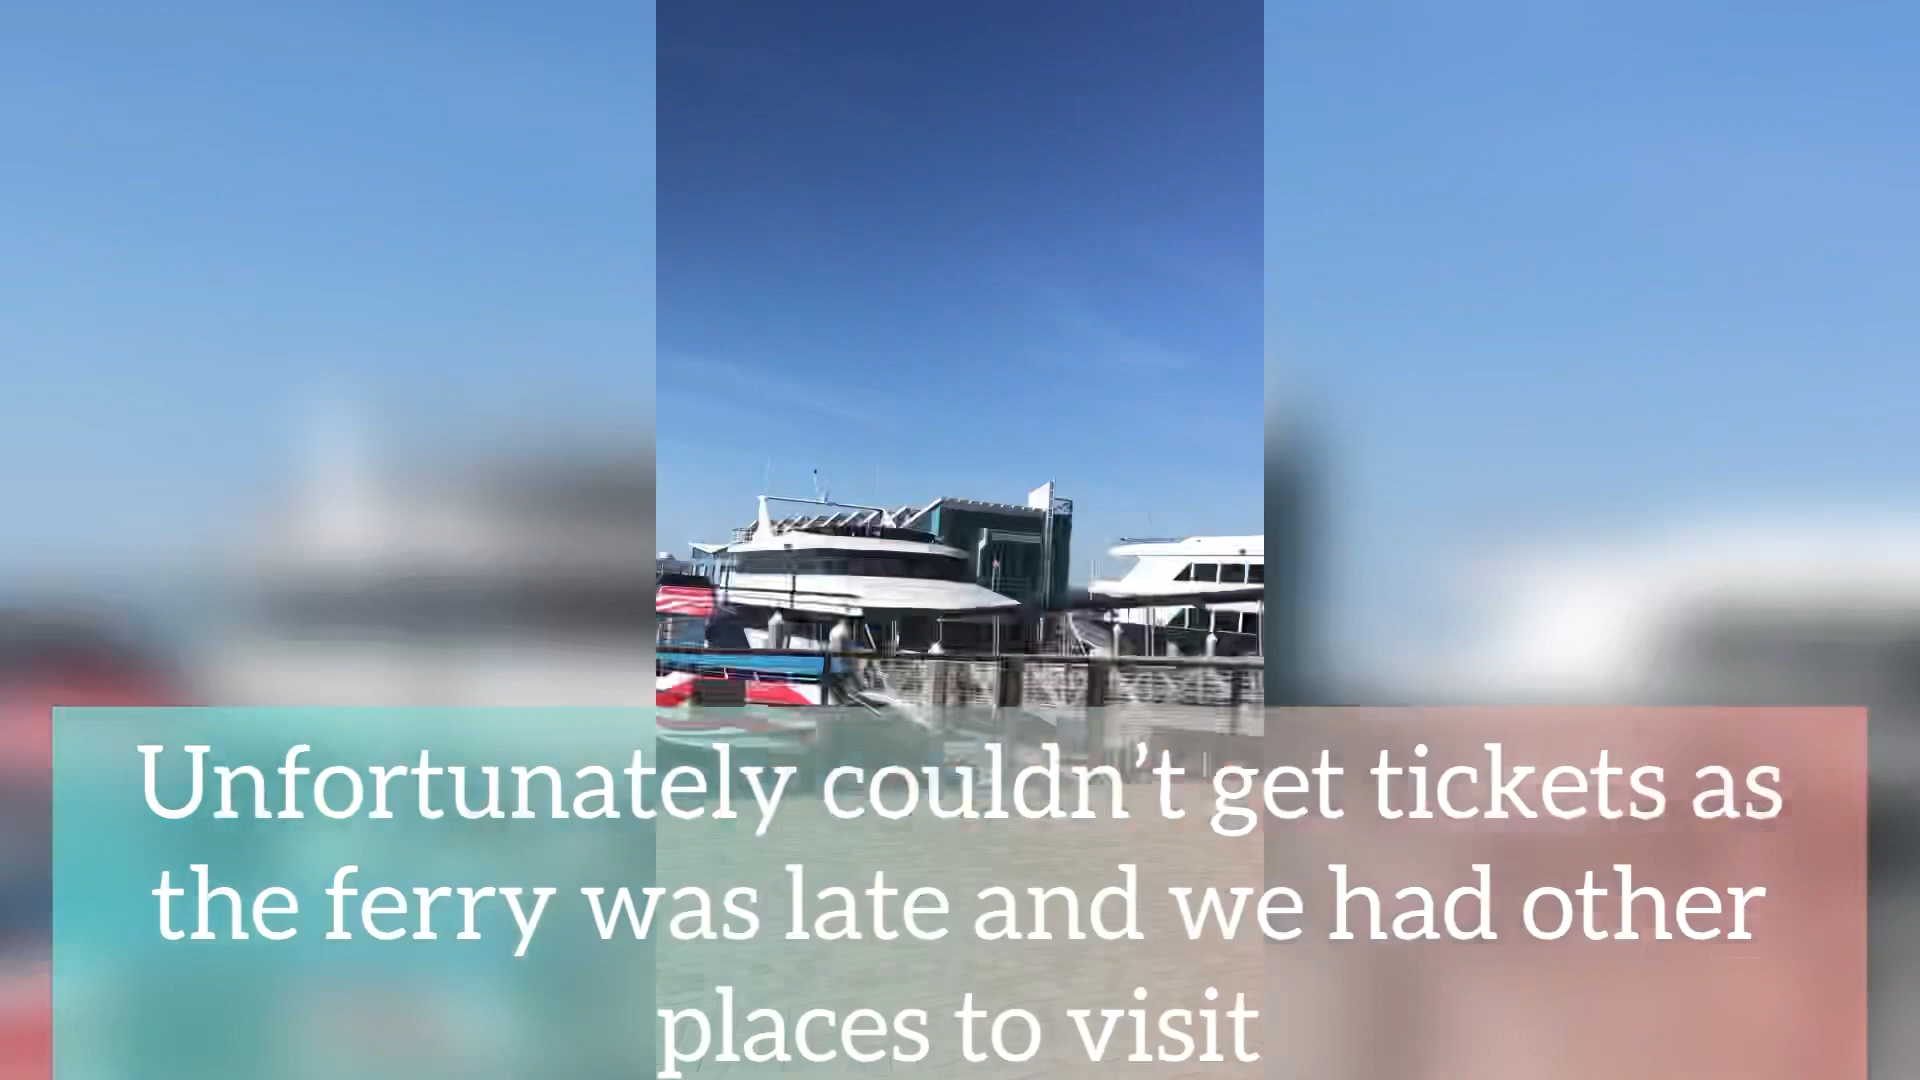 Unfortunately couldn’t get tickets as
the ferry was late and we had other
places to visit